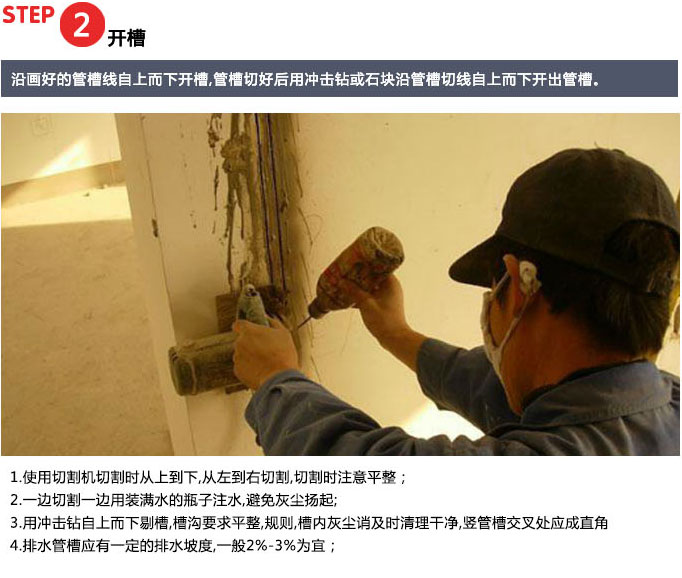 STEP 2 开槽
沿画好的管槽线自上而下开槽,管槽切好后用冲击钻或石块沿管槽切线自上而下开出管槽。
1.使用切割机切割时从上到下,从左到右切割,切割时注意平整；
2.一边切割一边用装满水的瓶子注水,避免灰尘扬起;
3.用冲击钻自上而下剔槽,槽沟要求平整,规则,槽内灰尘诮及时清理干净,竖管槽交叉处应成直角
4.排水管槽应有一定的排水坡度,一般2%-3%为宜；